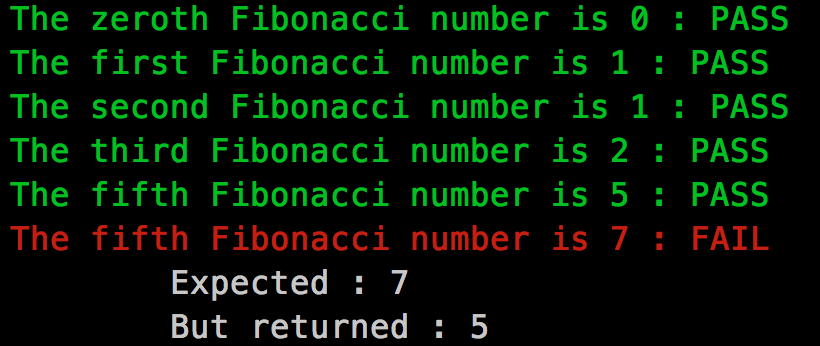 The zeroth Fibonacci number is 0 : PASS
The first Fibonacci number is 1 : PASS
The second Fibonacci number is 1 : PASS
The third Fibonacci number is 2 : PASS
The fifth Fibonacci number is 5 : PASS
The fifth Fibonacci number is 7 : FAIL
Expected : 7
But returned : 5